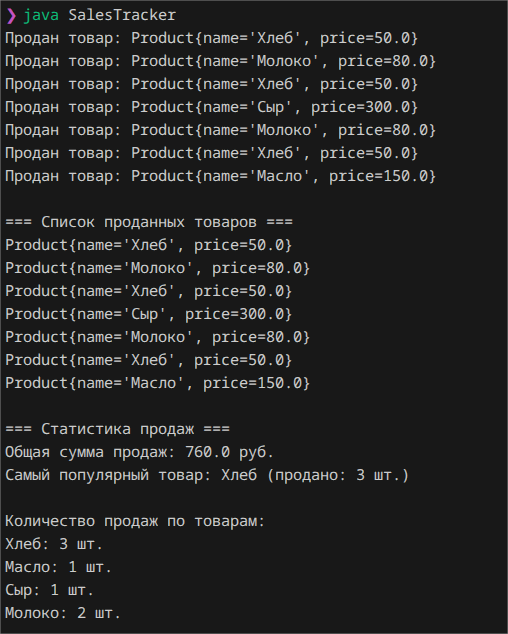 ❯ java SalesTracker
Продан товар: Product{name='Хлеб', price=50.0}
Продан товар: Product{name='Молоко', price=80.0}
Продан товар: Product{name='Хлеб', price=50.0}
Продан товар: Product{name='Сыр', price=300.0}
Продан товар: Product{name='Молоко', price=80.0}
Продан товар: Product{name='Хлеб', price=50.0}
Продан товар: Product{name='Масло', price=150.0}

=== Список проданных товаров ===
Product{name='Хлеб', price=50.0}
Product{name='Молоко', price=80.0}
Product{name='Хлеб', price=50.0}
Product{name='Сыр', price=300.0}
Product{name='Молоко', price=80.0}
Product{name='Хлеб', price=50.0}
Product{name='Масло', price=150.0}

=== Статистика продаж ===
Общая сумма продаж: 760.0 руб.
Самый популярный товар: Хлеб (продано: 3 шт.)

Количество продаж по товарам:
Хлеб: 3 шт.
Масло: 1 шт.
Сыр: 1 шт.
Молоко: 2 шт.